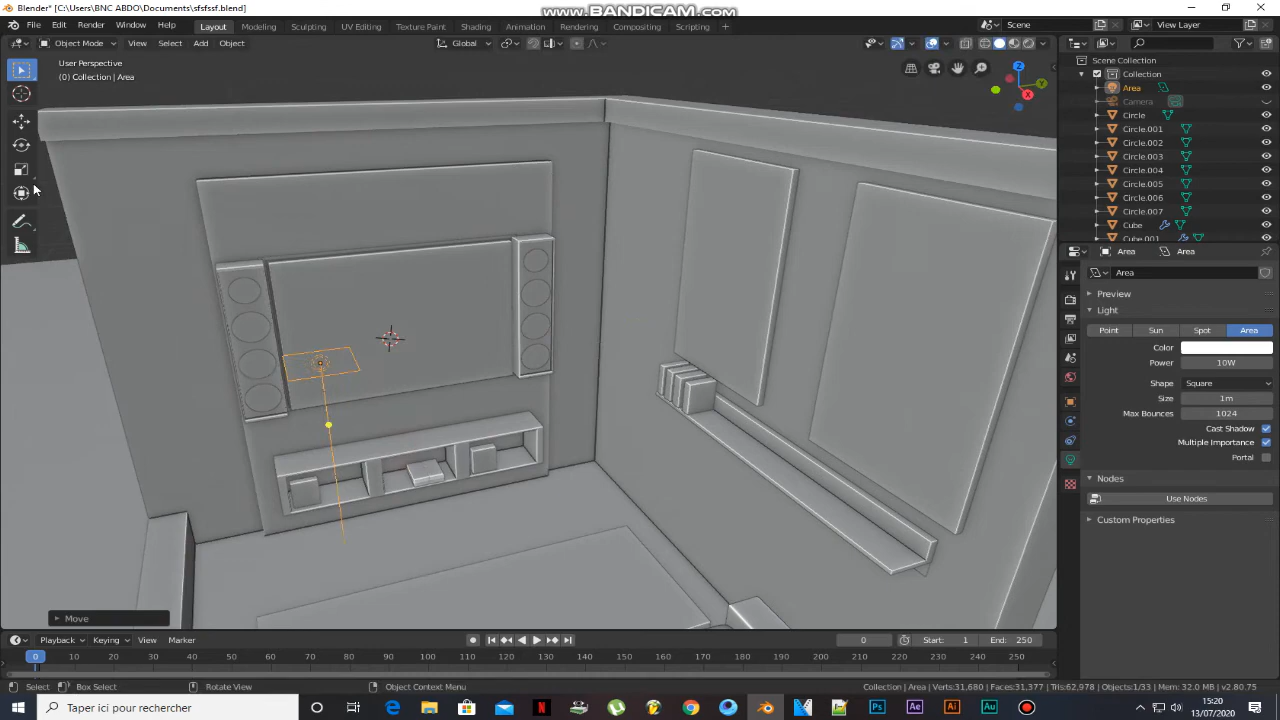 Blender* [C:\Users\BNC ABDO\Documents\sfsfssf.blend]
www.BANDICAM.com
File Edit Render Window Help
Layout Modeling Sculpting UV Editing Texture Paint Shading Animation Rendering Compositing Scripting +
Scene
View Layer
Object Mode View Select Add Object
Global
User Perspective
(0) Collection | Area
Z
Y
X
Scene Collection
Collection
Area
Camera
Circle
Circle.001
Circle.002
Circle.003
Circle.004
Circle.005
Circle.006
Circle.007
Cube
Cube.001
Area Area
Area
Preview
Light
Point Sun Spot Area
Color
Power 10W
Shape Square
Size 1m
Max Bounces 1024
Cast Shadow
Multiple Importance
Portal
Nodes
Use Nodes
Custom Properties
Move
Playback Keying View Marker
0 Start: 1 End: 250
0 10 20 30 40 50 60 70 80 90 100 110 120 130 140 150 160 170 180 190 200 210 220 230 240 250
Select Box Select Rotate View Object Context Menu
Collection | Area | Verts:31,680 | Faces:31,377 | Tris:62,978 | Objects:1/33 | Mem: 32.0 MB | v2.80.75
Taper ici pour rechercher
Ps Ae Ai Au
15:20
13/07/2020